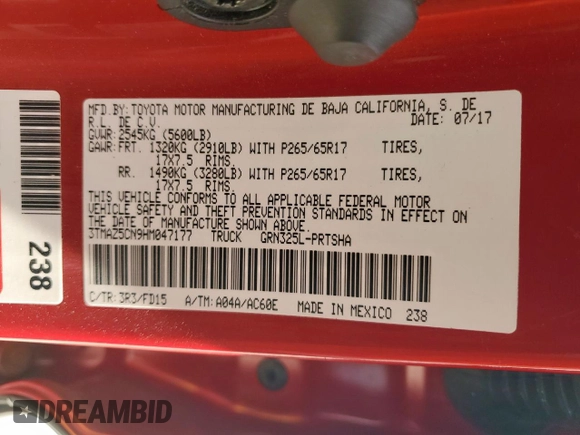 MFD.BY:TOYOTA MOTOR MANUFACTURING DE BAJA CALIFORNIA, S. DE
R.L. DE C.V. DATE: 07/17
GVWR:2545KG (5600LB)
GAWR:FRT. 1320KG (2910LB) WITH P265/65R17 TIRES,
17X7.5 RIMS.
RR. 1490KG (3280LB) WITH P265/65R17 TIRES,
17X7.5 RIMS.
THIS VEHICLE CONFORMS TO ALL APPLICABLE FEDERAL MOTOR
VEHICLE SAFETY AND THEFT PREVENTION STANDARDS IN EFFECT ON
THE DATE OF MANUFACTURE SHOWN ABOVE.
3TMAZ5CN9HM047177 TRUCK GRN325L-PRTSHA
C/TR:3R3/FD15 A/TM:A04A/AC60E MADE IN MEXICO 238
238
DREAMBID